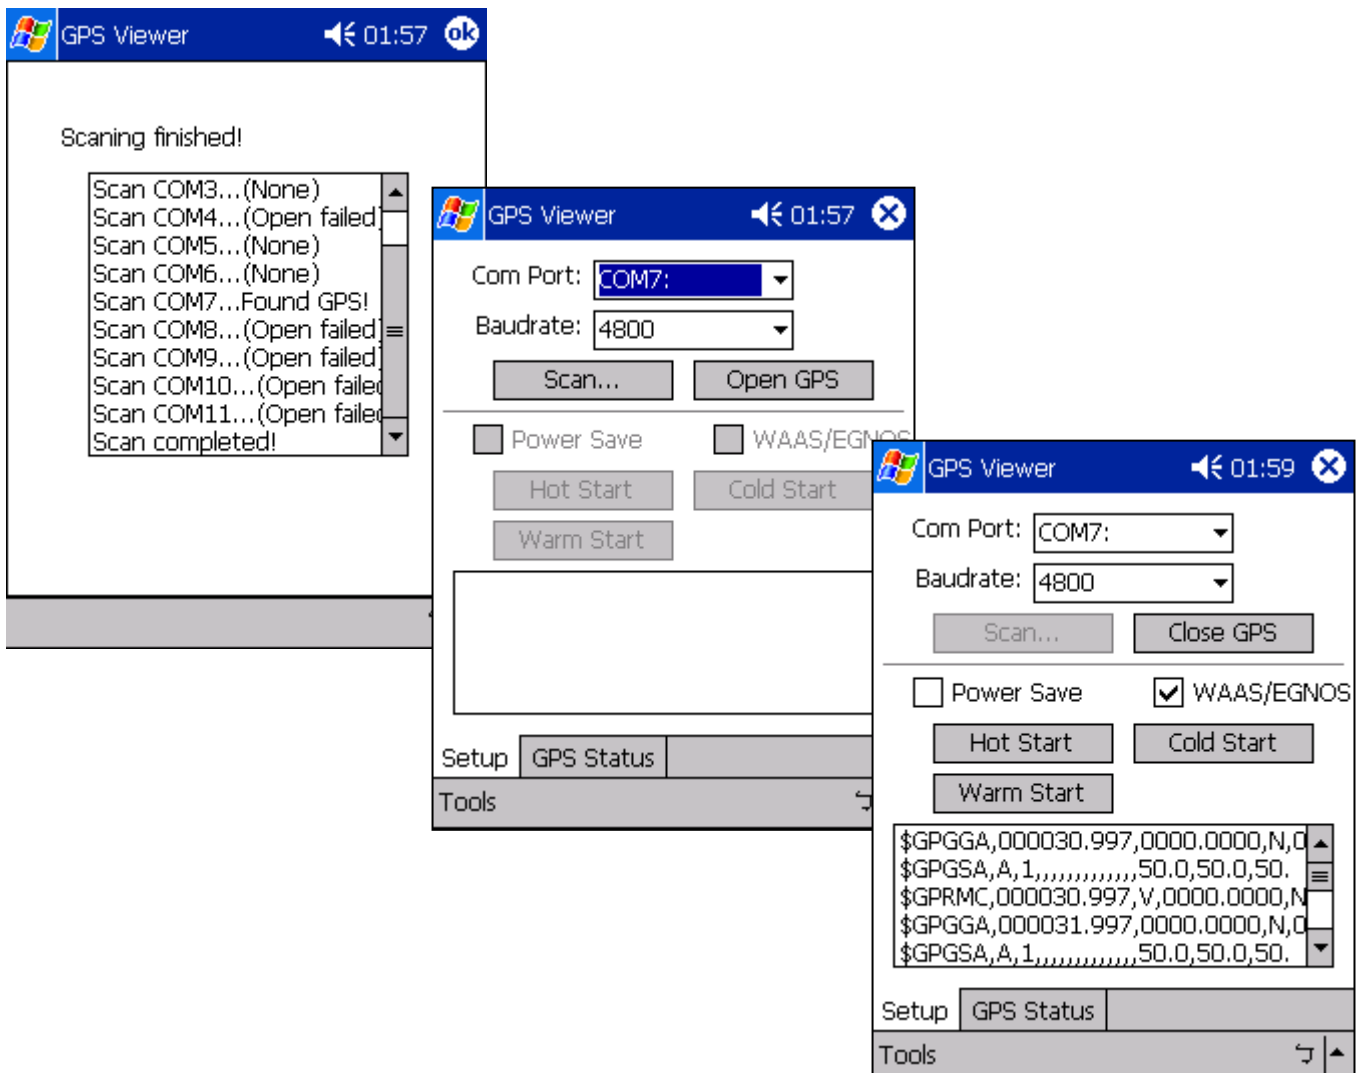 GPS Viewer 01:57 ok
Scaning finished!
Scan COM3...(None)
Scan COM4...(Open failed)
Scan COM5...(None)
Scan COM6...(None)
Scan COM7...Found GPS!
Scan COM8...(Open failed)
Scan COM9...(Open failed)
Scan COM10...(Open failed
Scan COM11...(Open failed
Scan completed!
GPS Viewer 01:57
Com Port: COM7:
Baudrate: 4800
Scan... Open GPS
Power Save WAAS/EGNOS
Hot Start Cold Start
Warm Start
Setup GPS Status
Tools
GPS Viewer 01:59
Com Port: COM7:
Baudrate: 4800
Scan... Close GPS
Power Save WAAS/EGNOS
Hot Start Cold Start
Warm Start
$GPGGA,000030.997,0000.0000,N,0
$GPGSA,A,1,,,,,,,,,,,,,50.0,50.0,50.
$GPRMC,000030.997,V,0000.0000,N
$GPGGA,000031.997,0000.0000,N,0
$GPGSA,A,1,,,,,,,,,,,,,50.0,50.0,50.
Setup GPS Status
Tools